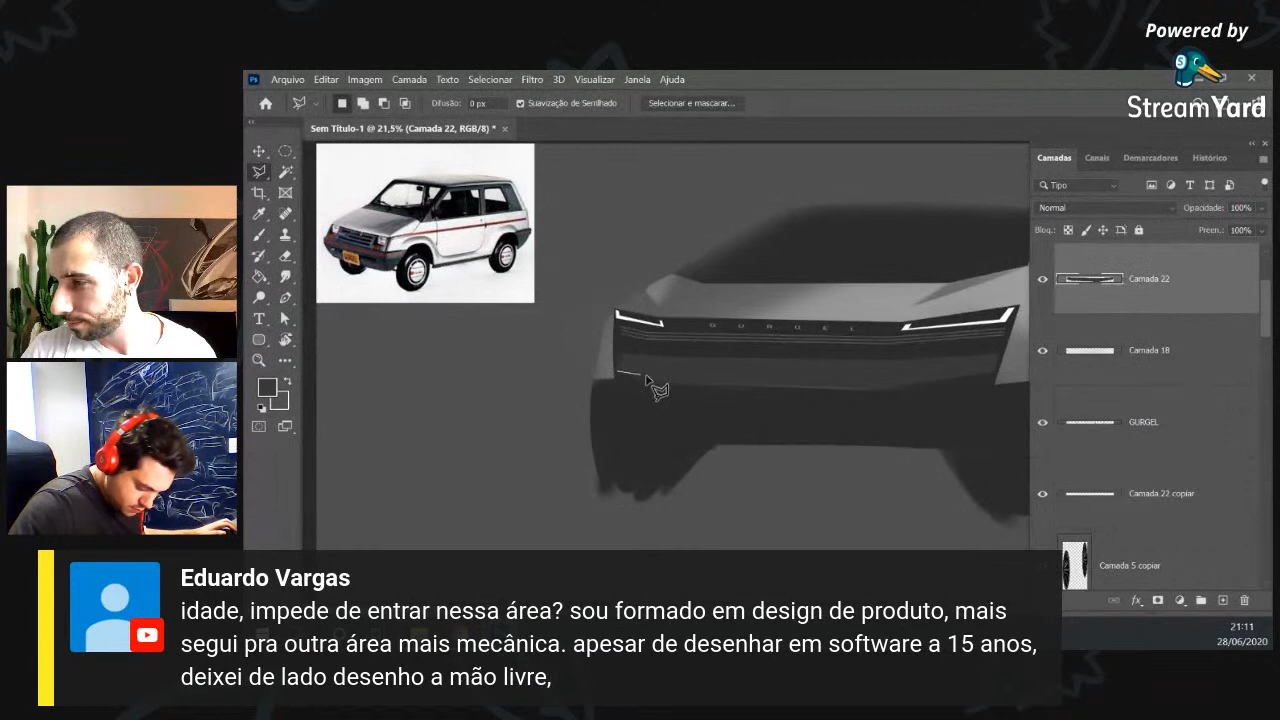 Powered by
StreamYard
Ps Arquivo Editar Imagem Camada Texto Selecionar Filtro 3D Visualizar Janela Ajuda
Difusão: 0 px Suavização de Serrilhado Selecionar e mascarar...
Sem Título-1 @ 21,5% (Camada 22, RGB/8) * ×
Camadas Canais Demarcadores Histórico
Tipo
Normal Opacidade: 100%
Bloq.: Preen.: 100%
Camada 22
GURGEL
Camada 18
GURGEL
Camada 22 copiar
Camada 5 copiar
fx
21:11
28/06/2020
Eduardo Vargas
idade, impede de entrar nessa área? sou formado em design de produto, mais
segui pra outra área mais mecânica. apesar de desenhar em software a 15 anos,
deixei de lado desenho a mão livre,